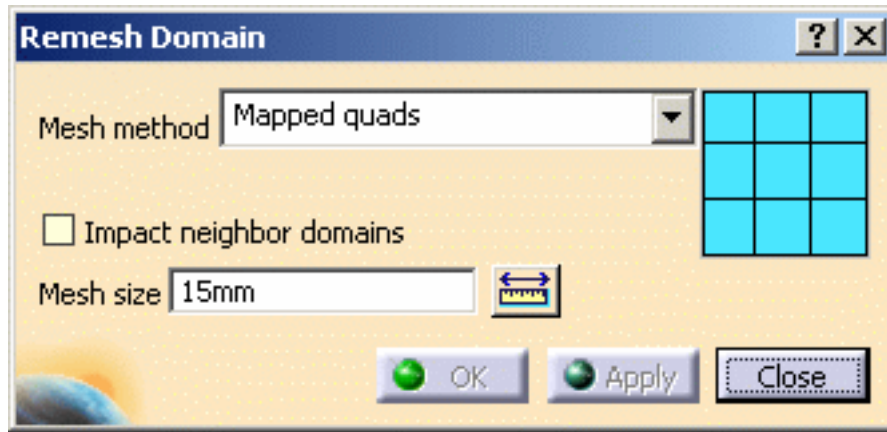 Remesh Domain
Mesh method Mapped quads
Impact neighbor domains
Mesh size 15mm
OK Apply Close